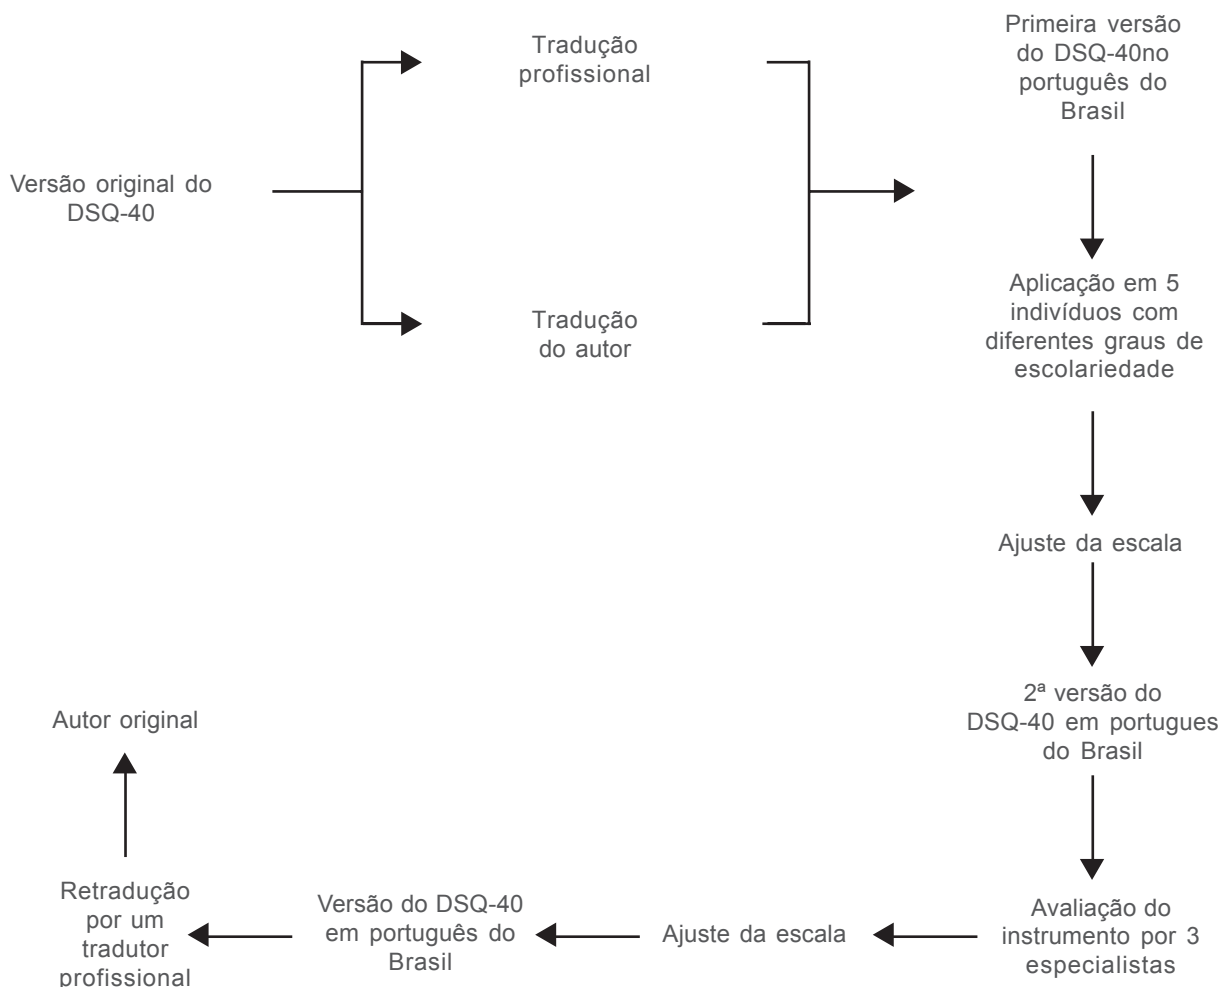 Versão original do
DSQ-40
Tradução
profissional
Tradução
do autor
Primeira versão
do DSQ-40no
português do
Brasil
Aplicação em 5
indivíduos com
diferentes graus de
escolariedade
Ajuste da escala
2ª versão do
DSQ-40 em portugues
do Brasil
Avaliação do
instrumento por 3
especialistas
Ajuste da escala
Versão do DSQ-40
em português do
Brasil
Retradução
por um
tradutor
profissional
Autor original